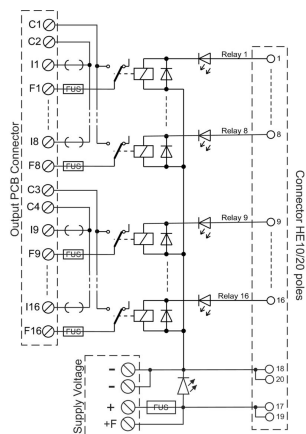 C1
C2
I1
F1
FUS
Relay 1
1
I8
F8
FUS
Relay 8
8
C3
C4
I9
F9
FUS
Relay 9
9
I16
F16
FUS
Relay 16
16
Output PCB Connector
Connector HE10/20 poles
Supply Voltage
-
-
+
+F
FUS
18
20
17
19